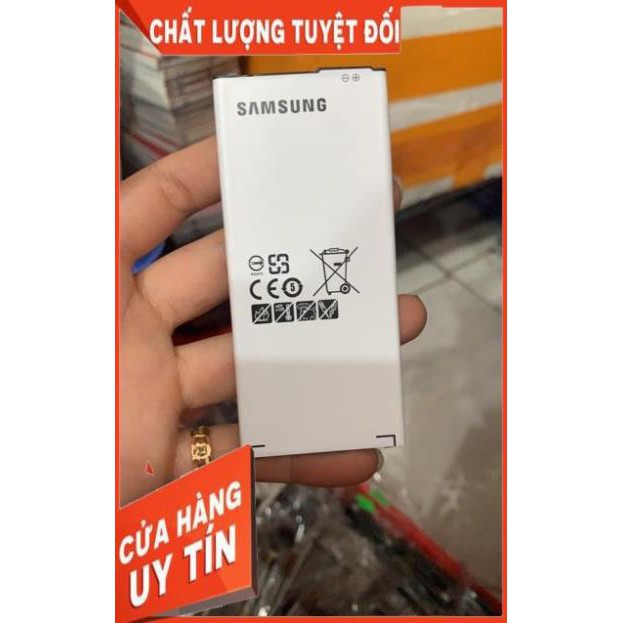 CHẤT LƯỢNG TUYỆT ĐỐI
SAMSUNG
CE
CỬA HÀNG
UY TÍN